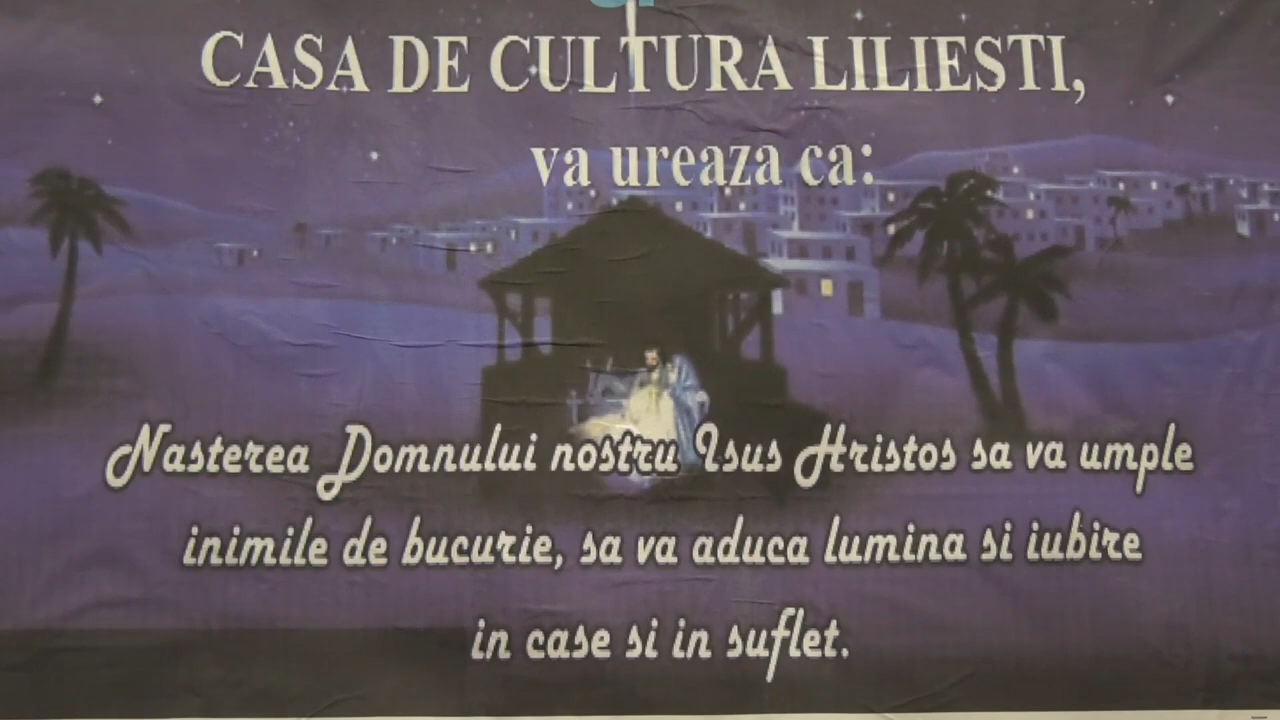 CASA DE CULTURA LILIESTI,
va ureaza ca:
Nasterea Domnului nostru Isus Hristos sa va umple
inimile de bucurie, sa va aduca lumina si iubire
in case si in suflet.